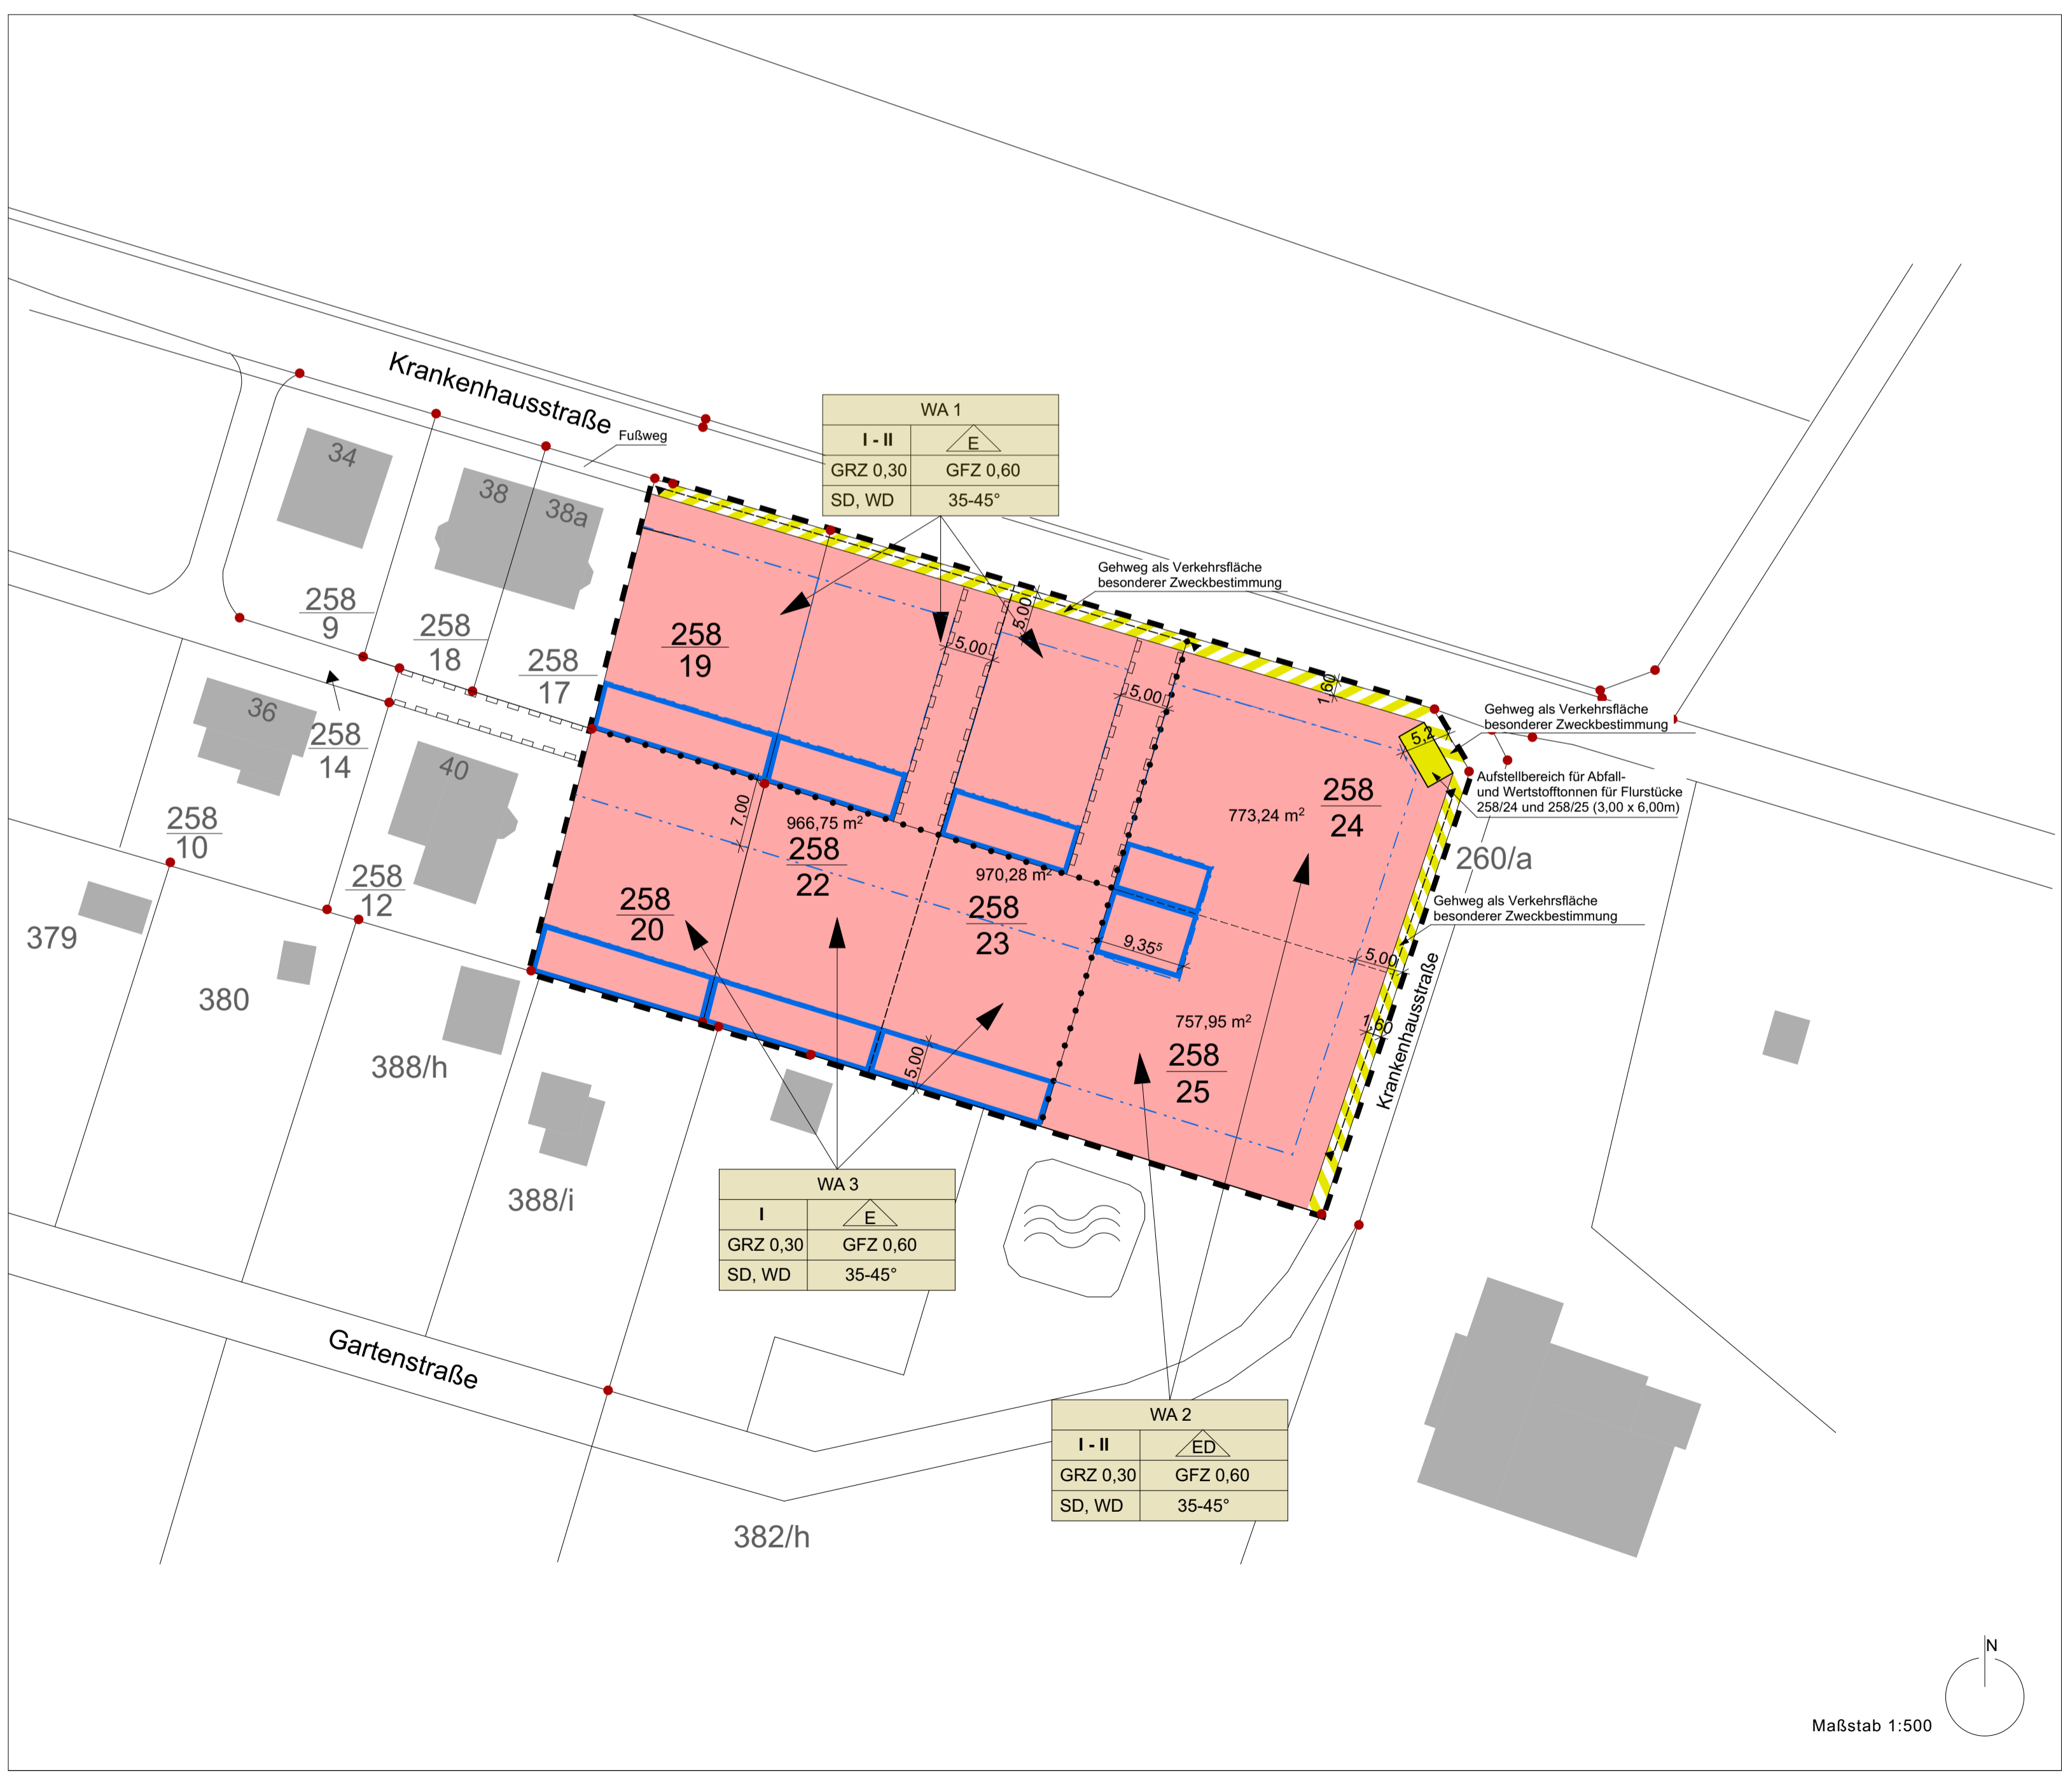 Krankenhausstraße
Fußweg
34
38
38a
WA 1
I - II
E
GRZ 0,30
GFZ 0,60
SD, WD
35-45°
Gehweg als Verkehrsfläche
besonderer Zweckbestimmung
258
9
258
18
258
17
258
19
5,00
5,00
5,00
1,60
36
258
14
40
258
10
258
12
379
380
388/h
388/i
7,00
966,75 m²
258
22
258
20
970,28 m²
258
23
773,24 m²
258
24
5,2
Gehweg als Verkehrsfläche
besonderer Zweckbestimmung
Aufstellbereich für Abfall-
und Wertstofftonnen für Flurstücke
258/24 und 258/25 (3,00 x 6,00m)
260/a
Gehweg als Verkehrsfläche
besonderer Zweckbestimmung
9,35⁵
5,00
1,60
Krankenhausstraße
757,95 m²
258
25
5,00
WA 3
I
E
GRZ 0,30
GFZ 0,60
SD, WD
35-45°
Gartenstraße
WA 2
I - II
ED
GRZ 0,30
GFZ 0,60
SD, WD
35-45°
382/h
N
Maßstab 1:500